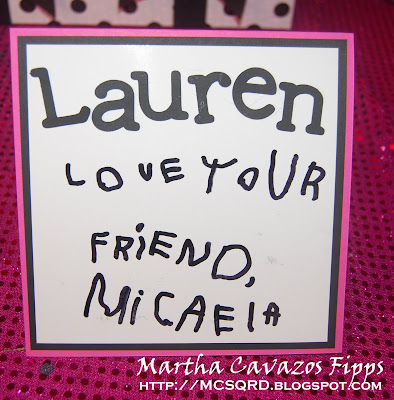 Lauren
LOVE YOUR
FRiEND,
MiCAEIA
Martha Cavazos Fipps
HTTP://MCSQRD.BLOGSPOT.COM